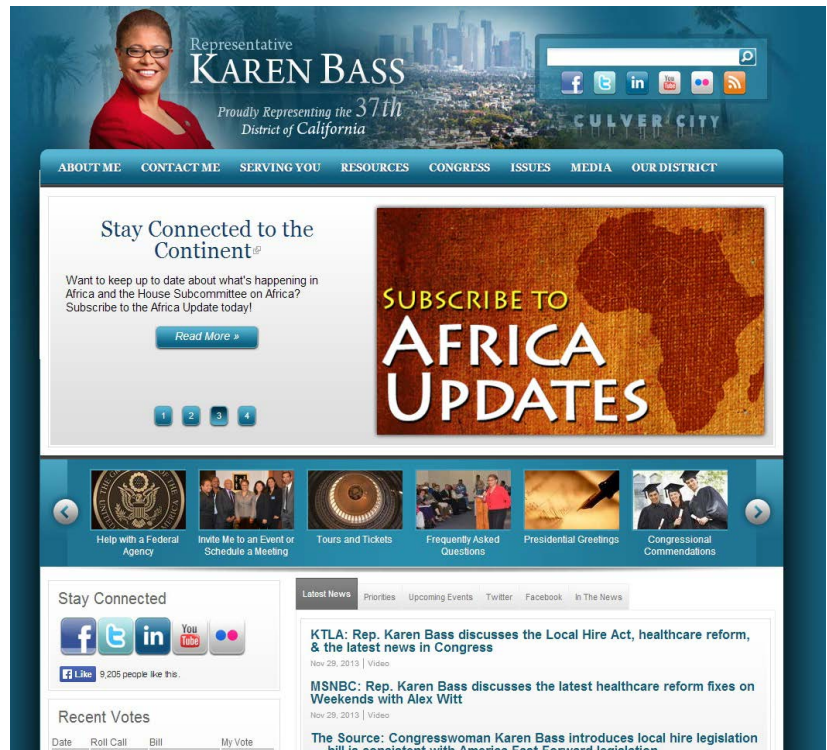 Representative
KAREN BASS
Proudly Representing the 37th
District of California
CULVER CITY
ABOUT ME CONTACT ME SERVING YOU RESOURCES CONGRESS ISSUES MEDIA OUR DISTRICT
Stay Connected to the
Continent
Want to keep up to date about what's happening in
Africa and the House Subcommittee on Africa?
Subscribe to the Africa Update today!
Read More »
1 2 3 4
SUBSCRIBE TO
AFRICA
UPDATES
Help with a Federal
Agency
Invite Me to an Event or
Schedule a Meeting
Tours and Tickets
Frequently Asked
Questions
Presidential Greetings
Congressional
Commendations
Stay Connected
You
Tube
Like 9,205 people like this.
Recent Votes
Date Roll Call Bill My Vote
Latest News Priorities Upcoming Events Twitter Facebook In The News
KTLA: Rep. Karen Bass discusses the Local Hire Act, healthcare reform,
& the latest news in Congress
Nov 29, 2013 | Video
MSNBC: Rep. Karen Bass discusses the latest healthcare reform fixes on
Weekends with Alex Witt
Nov 29, 2013 | Video
The Source: Congresswoman Karen Bass introduces local hire legislation